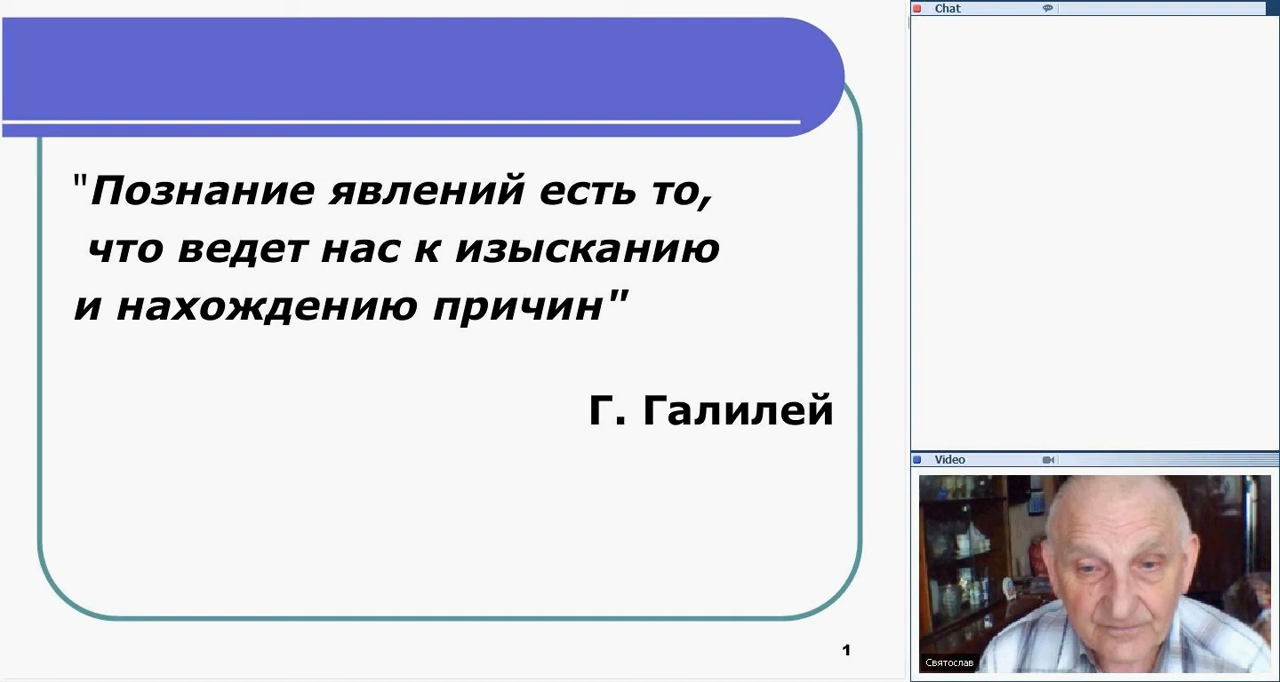 "Познание явлений есть то,
что ведет нас к изысканию
и нахождению причин"
Г. Галилей
1
Chat
Video
Святослав